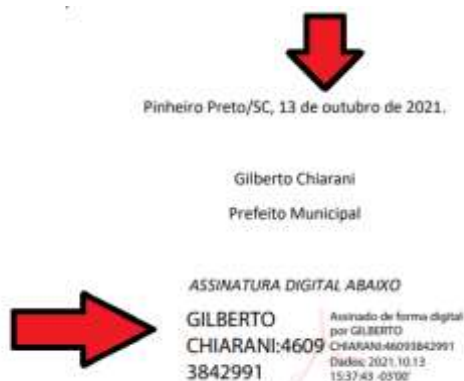 Pinheiro Preto/SC, 13 de outubro de 2021.
Gilberto Chiarani
Prefeito Municipal
ASSINATURA DIGITAL ABAIXO
GILBERTO
CHIARANI:4609
3842991
Assinado de forma digital
por GILBERTO
CHIARANI:46093842991
Dados: 2021.10.13
15:37:43 -03'00'